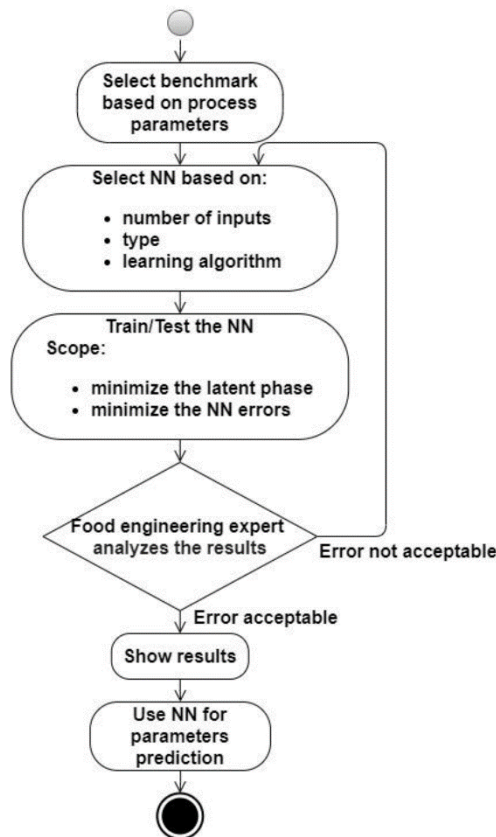 Select benchmark
based on process
parameters
Select NN based on:
• number of inputs
• type
• learning algorithm
Train/Test the NN
Scope:
• minimize the latent phase
• minimize the NN errors
Food engineering expert
analyzes the results
Error not acceptable
Error acceptable
Show results
Use NN for
parameters
prediction